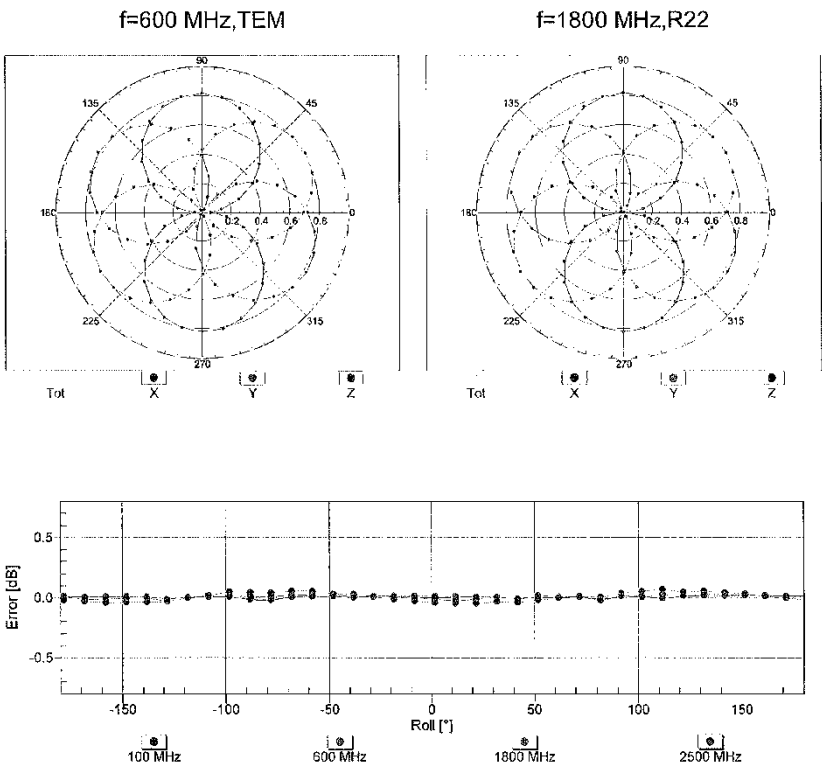 f=600 MHz,TEM
f=1800 MHz,R22
90
90
135
45
135
45
180
0.2 0.4 0.6 0.8
0
180
0.2 0.4 0.6 0.8
0
225
315
225
315
270
270
Tot X Y Z
Tot X Y Z
Error [dB]
0.5
0.0
-0.5
-150 -100 -50 0 50 100 150
Roll [°]
100 MHz 600 MHz 1800 MHz 2500 MHz